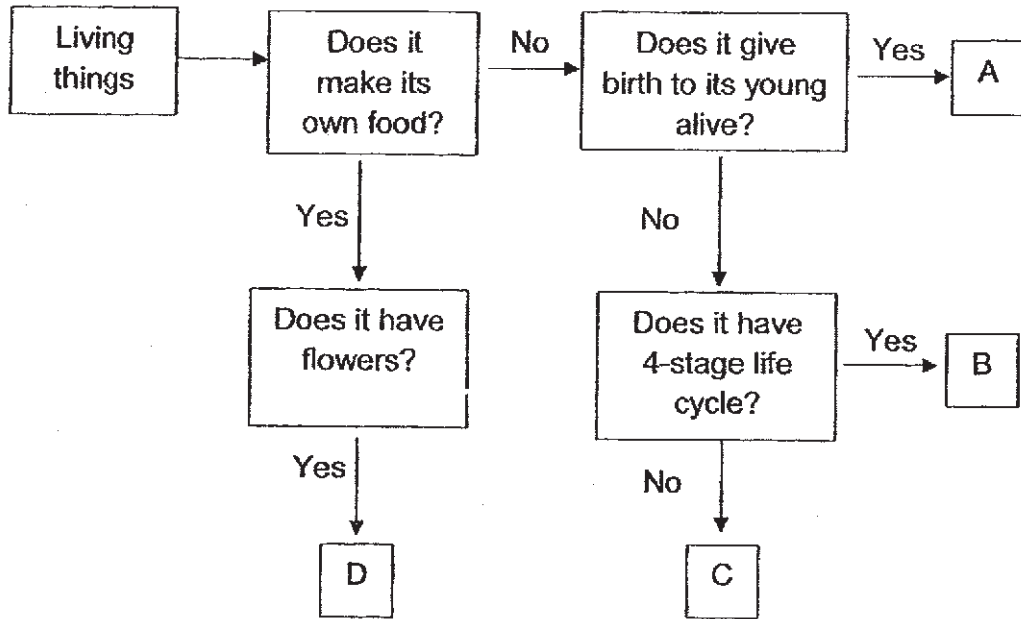 Living
things
Does it
make its
own food?
No
Does it give
birth to its young
alive?
Yes
A
Yes
No
Does it have
flowers?
Does it have
4-stage life
cycle?
Yes
B
Yes
No
D
C